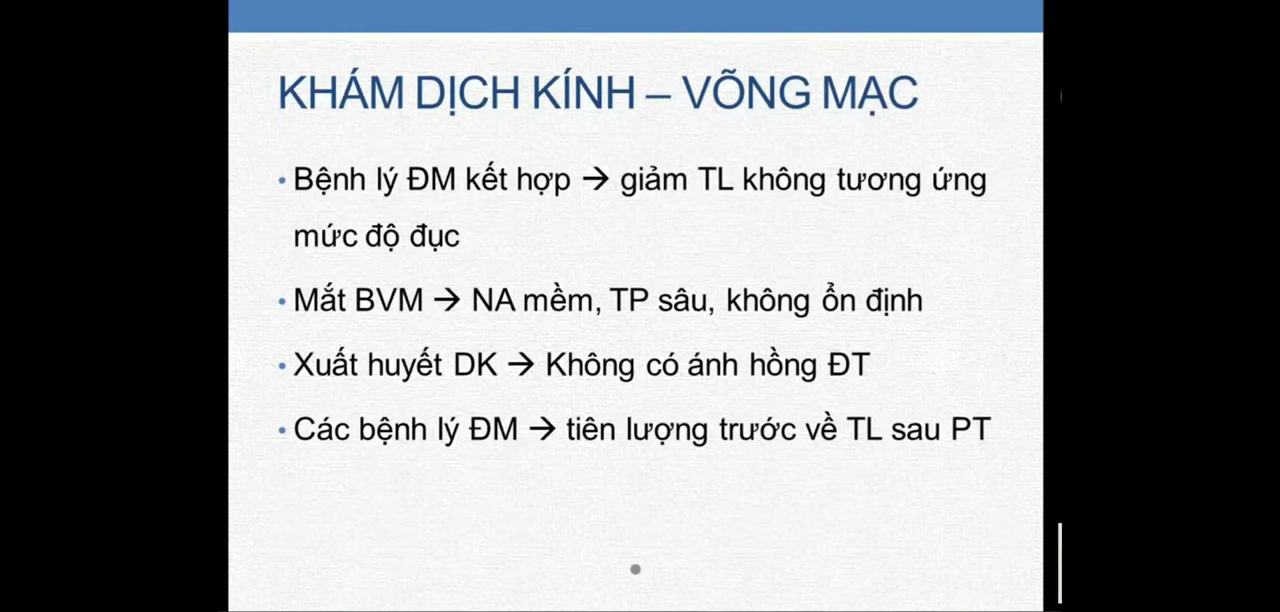 KHÁM DỊCH KÍNH – VÕNG MẠC
• Bệnh lý ĐM kết hợp → giảm TL không tương ứng
mức độ đục
• Mắt BVM → NA mềm, TP sâu, không ổn định
• Xuất huyết DK → Không có ánh hồng ĐT
• Các bệnh lý ĐM → tiên lượng trước về TL sau PT